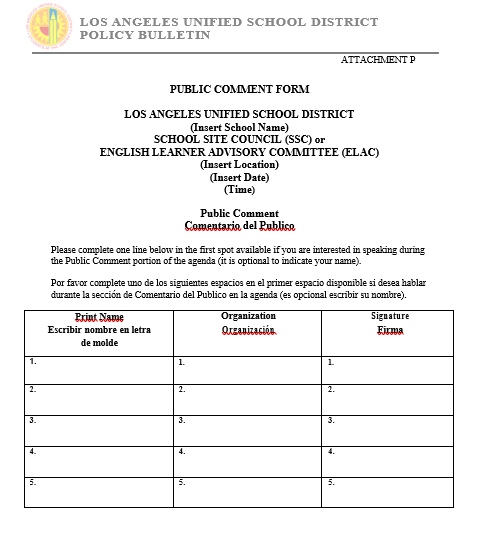 LOS ANGELES UNIFIED SCHOOL DISTRICT
POLICY BULLETIN
ATTACHMENT P
PUBLIC COMMENT FORM
LOS ANGELES UNIFIED SCHOOL DISTRICT
(Insert School Name)
SCHOOL SITE COUNCIL (SSC) or
ENGLISH LEARNER ADVISORY COMMITTEE (ELAC)
(Insert Location)
(Insert Date)
(Time)
Public Comment
Comentario del Publico
Please complete one line below in the first spot available if you are interested in speaking during
the Public Comment portion of the agenda (it is optional to indicate your name).
Por favor complete uno de los siguientes espacios en el primer espacio disponible si desea hablar
durante la sección de Comentario del Publico en la agenda (es opcional escribir su nombre).
Print Name
Escribir nombre en letra
de molde
Organization
Organización
Signature
Firma
1. 1. 1.
2. 2. 2.
3. 3. 3.
4. 4. 4.
5. 5. 5.